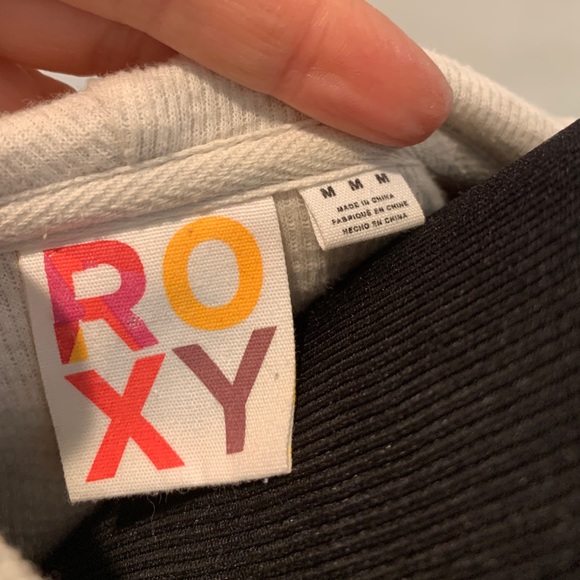 RO
XY
M M M
MADE IN CHINA
FABRIQUÉ EN CHINE
HECHO EN CHINA